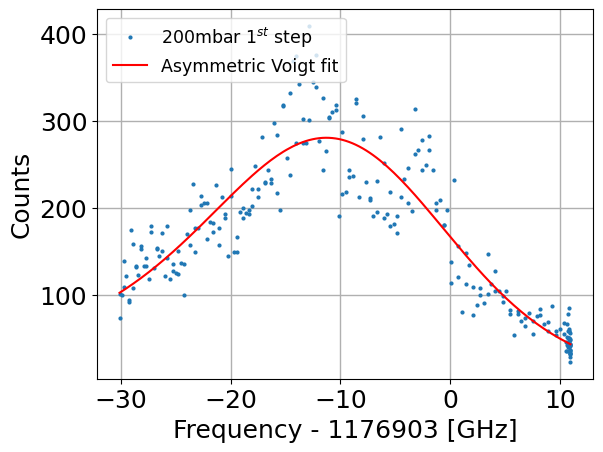 400
300
200
100
Counts
200mbar 1st step
Asymmetric Voigt fit
−30 −20 −10 0 10
Frequency - 1176903 [GHz]